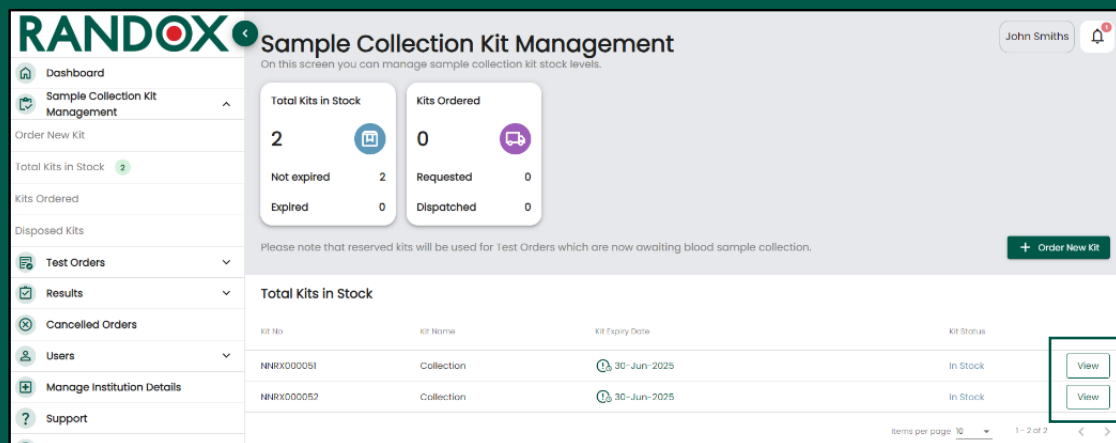 RANDOX
Dashboard
Sample Collection Kit
Management
Order New Kit
Total Kits in Stock 2
Kits Ordered
Disposed Kits
Test Orders
Results
Cancelled Orders
Users
Manage Institution Details
? Support
Sample Collection Kit Management
On this screen you can manage sample collection kit stock levels.
John Smiths
1
Total Kits in Stock
2
Not expired 2
Expired 0
Kits Ordered
0
Requested 0
Dispatched 0
Please note that reserved kits will be used for Test Orders which are now awaiting blood sample collection.
+ Order New Kit
Total Kits in Stock
Kit No Kit Name Kit Expiry Date Kit Status
NNRX000051 Collection 30-Jun-2025 In Stock View
NNRX000052 Collection 30-Jun-2025 In Stock View
Items per page 10 1 - 2 of 2